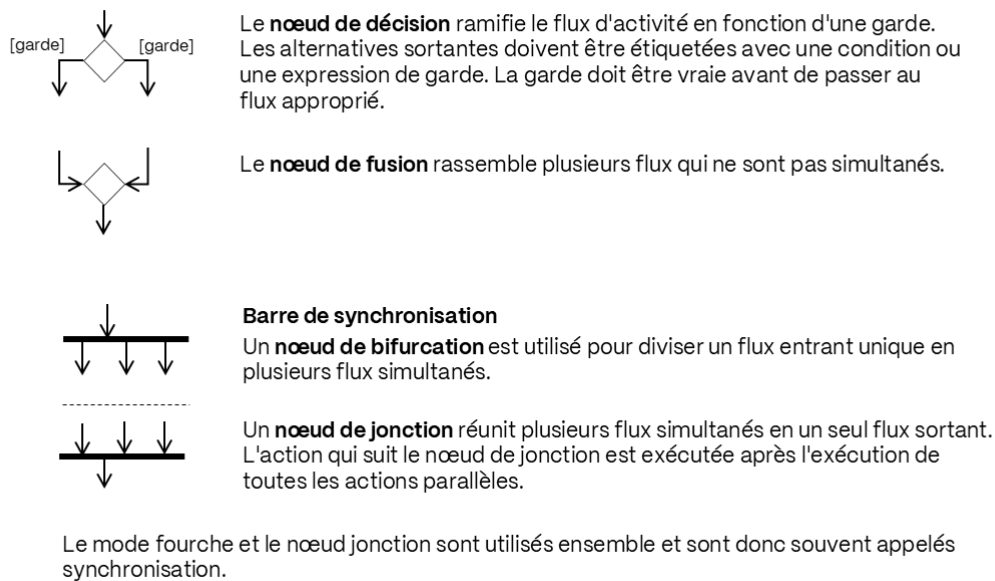 [garde] [garde]
Le nœud de décision ramifie le flux d'activité en fonction d'une garde.
Les alternatives sortantes doivent être étiquetées avec une condition ou
une expression de garde. La garde doit être vraie avant de passer au
flux approprié.
Le nœud de fusion rassemble plusieurs flux qui ne sont pas simultanés.
Barre de synchronisation
Un nœud de bifurcation est utilisé pour diviser un flux entrant unique en
plusieurs flux simultanés.
Un nœud de jonction réunit plusieurs flux simultanés en un seul flux sortant.
L'action qui suit le nœud de jonction est exécutée après l'exécution de
toutes les actions parallèles.
Le mode fourche et le nœud jonction sont utilisés ensemble et sont donc souvent appelés
synchronisation.